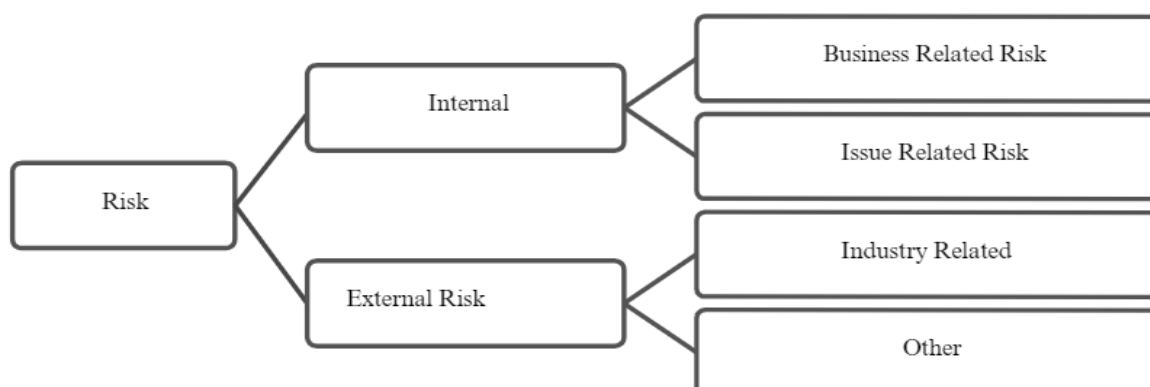 Business Related Risk
Internal
Issue Related Risk
Risk
Industry Related
External Risk
Other